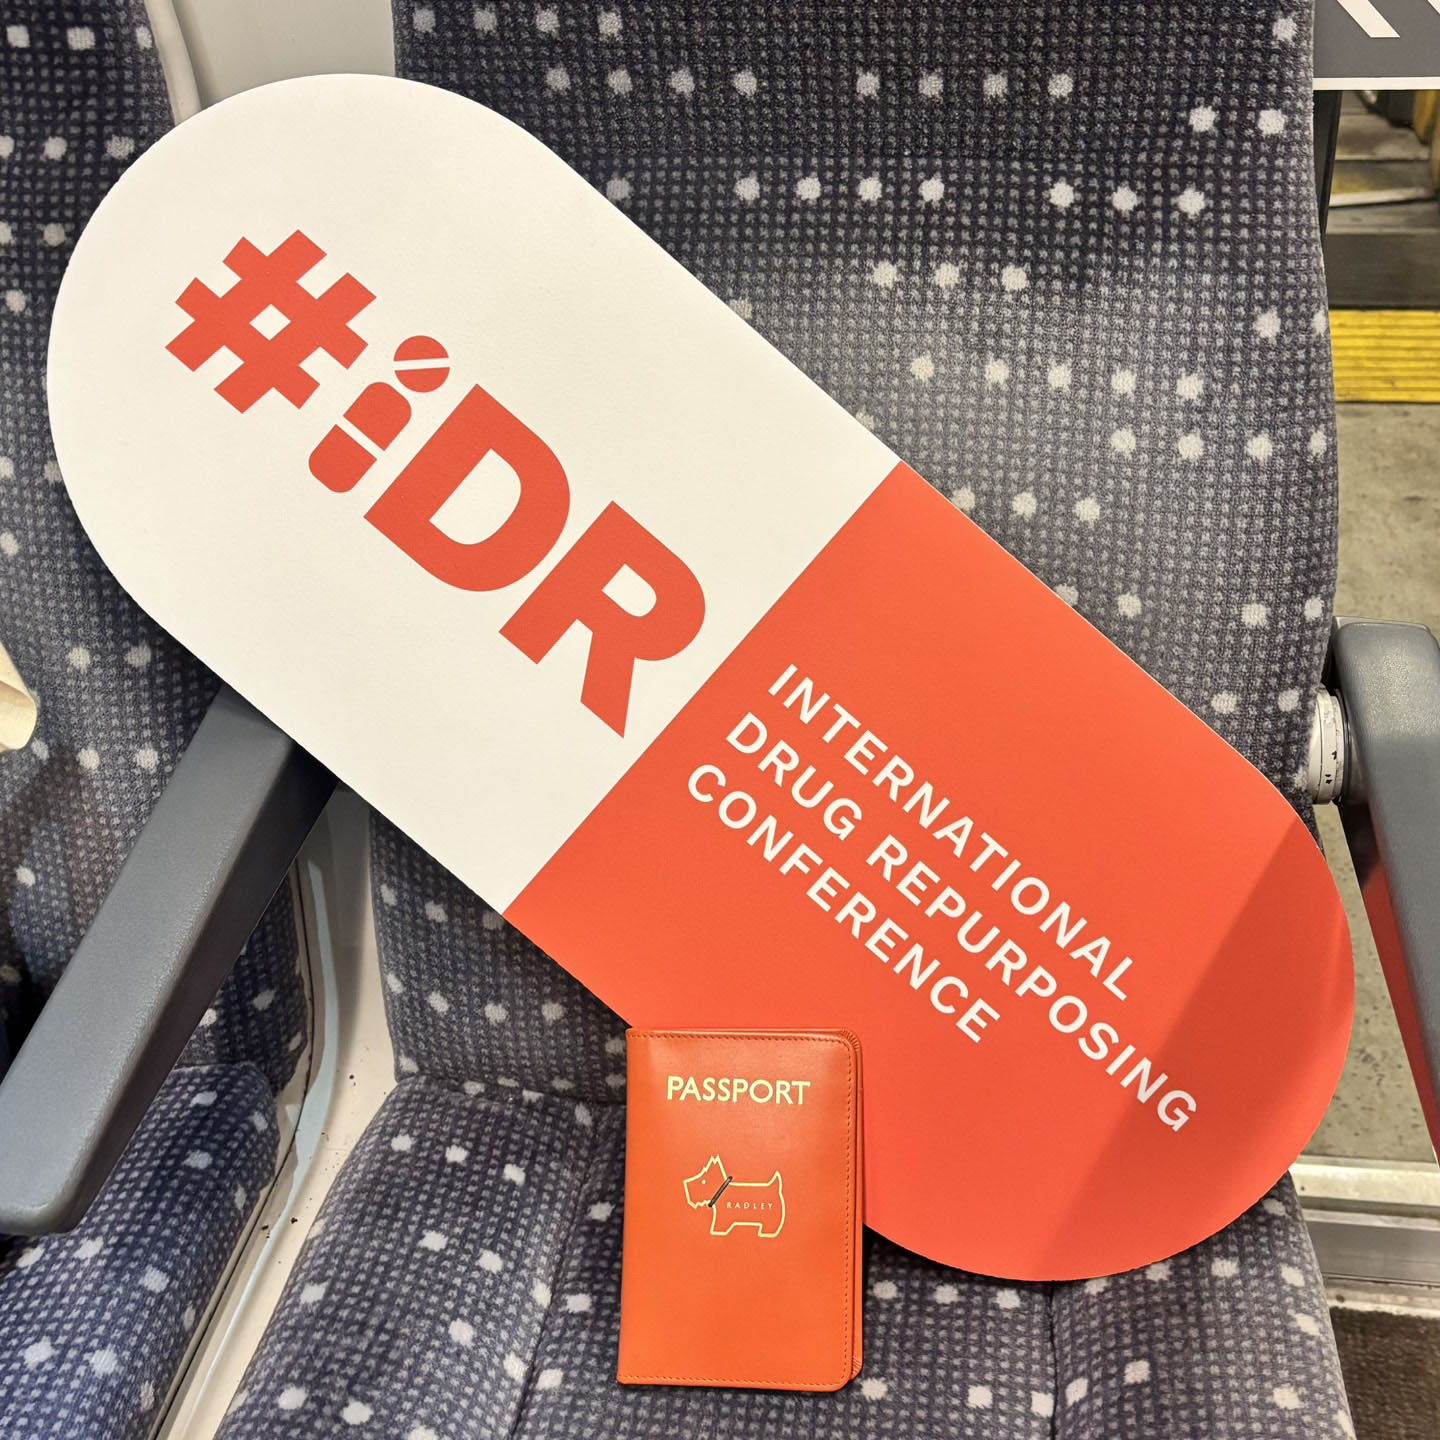 #iDR
INTERNATIONAL
DRUG REPURPOSING
CONFERENCE
PASSPORT
RADLEY